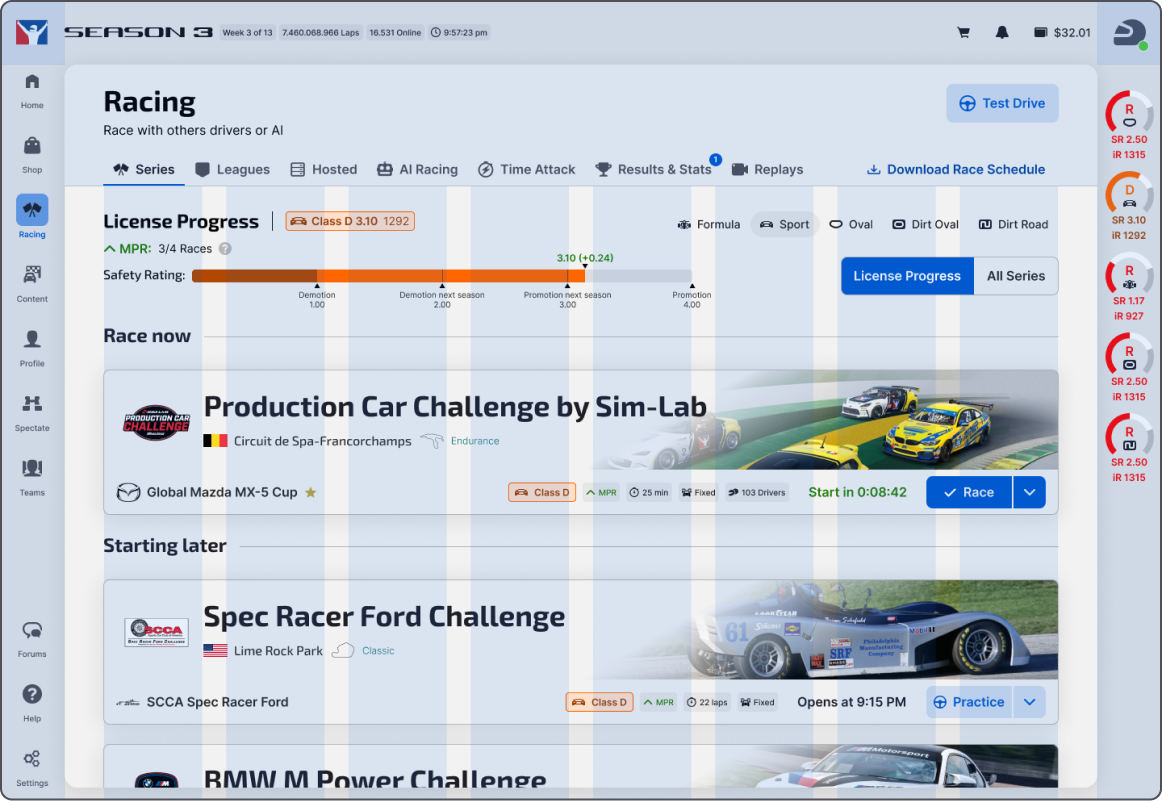 SEASON 3 Week 3 of 13 7.460.068.966 Laps 16.531 Online 9:57:23 pm $32.01
Home
Shop
Racing
Content
Profile
Spectate
Teams
Forums
Help
Settings
Racing
Race with others drivers or AI
Test Drive
Series Leagues Hosted AI Racing Time Attack Results & Stats 1 Replays Download Race Schedule
License Progress Class D 3.10 1292
Formula Sport Oval Dirt Oval Dirt Road
MPR: 3/4 Races ?
3.10 (+0.24)
Safety Rating:
Demotion 1.00
Demotion next season 2.00
Promotion next season 3.00
Promotion 4.00
License Progress All Series
Race now
PRODUCTION CAR
CHALLENGE
Production Car Challenge by Sim-Lab
Circuit de Spa-Francorchamps Endurance
Global Mazda MX-5 Cup Class D MPR 25 min Fixed 103 Drivers Start in 0:08:42 Race
Starting later
SCCA
Spec Racer Ford Challenge
Lime Rock Park Classic
61
SRF
Philadelphia
Manufacturing
Company
SCCA Spec Racer Ford Class D MPR 22 laps Fixed Opens at 9:15 PM Practice
BMW M Power Challenge
Motorsport
R
SR 2.50
iR 1315
D
SR 3.10
iR 1292
R
SR 1.17
iR 927
R
SR 2.50
iR 1315
R
SR 2.50
iR 1315